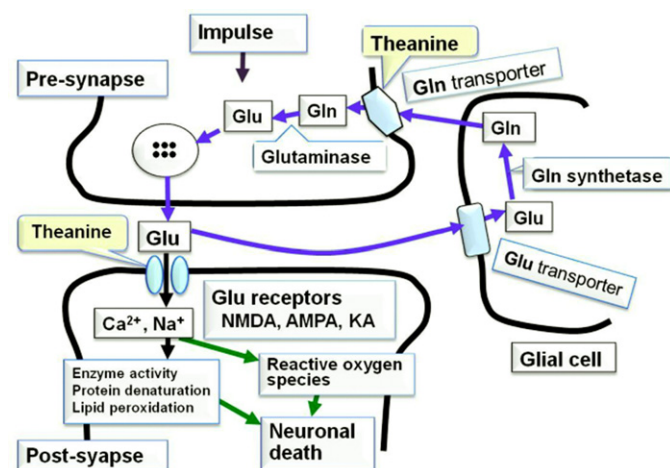 Impulse
Theanine
Pre-synapse
Gln transporter
Glu
Gln
Gln
Glutaminase
Gln synthetase
Glu
Theanine
Glu
Glu transporter
Glu receptors
NMDA, AMPA, KA
Ca²⁺, Na⁺
Glial cell
Enzyme activity
Protein denaturation
Lipid peroxidation
Reactive oxygen
species
Neuronal
death
Post-syapse